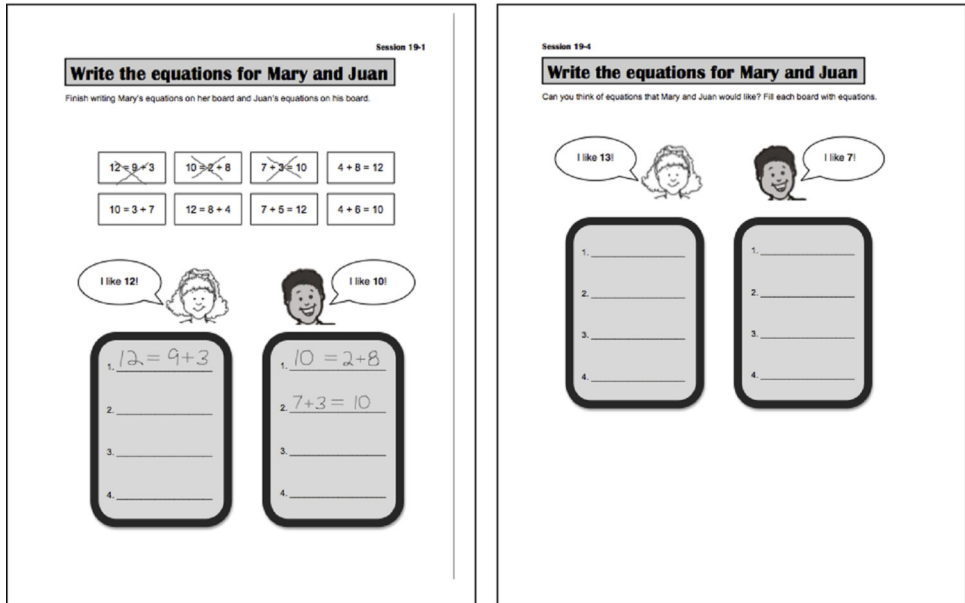 Session 19-1
Write the equations for Mary and Juan
Finish writing Mary's equations on her board and Juan's equations on his board.
12 = 9 + 3
10 = 2 + 8
7 + 3 = 10
4 + 8 = 12
10 = 3 + 7
12 = 8 + 4
7 + 5 = 12
4 + 6 = 10
I like 12!
I like 10!
1. 12 = 9+3
2.
3.
4.
1. 10 = 2+8
2. 7+3 = 10
3.
4.
Session 19-4
Write the equations for Mary and Juan
Can you think of equations that Mary and Juan would like? Fill each board with equations.
I like 13!
I like 7!
1.
2.
3.
4.
1.
2.
3.
4.